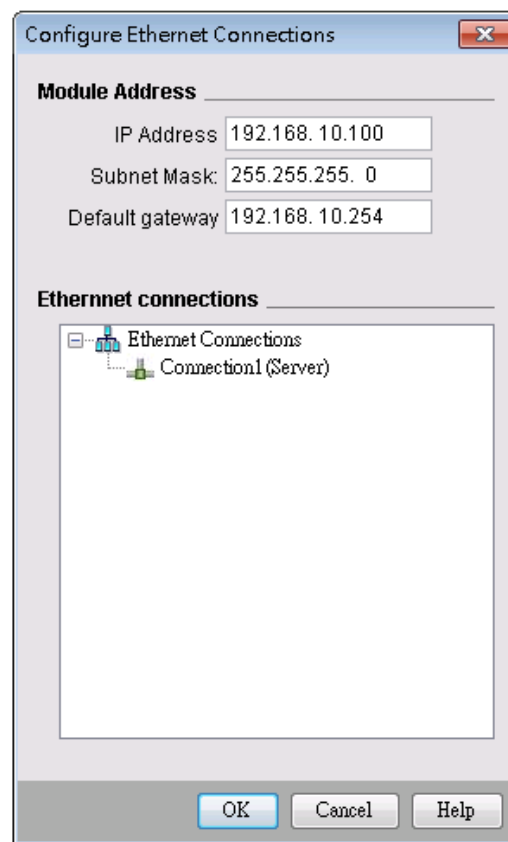 Configure Ethernet Connections
Module Address
IP Address 192.168. 10.100
Subnet Mask: 255.255.255. 0
Default gateway 192.168. 10.254
Ethernnet connections
Ethernet Connections
Connection1 (Server)
OK Cancel Help